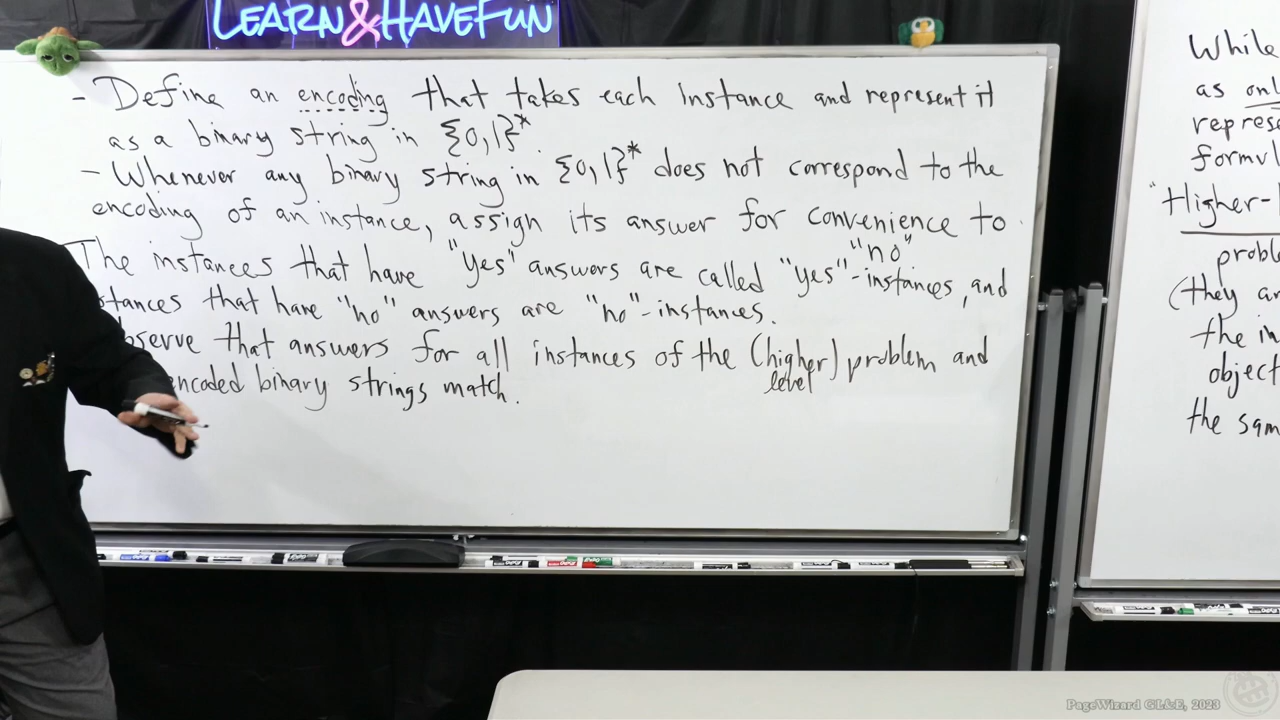 LEARN&HAVEFUN
- Define an encoding that takes each instance and represent it
as a binary string in {0,1}*.
- Whenever any binary string in {0,1}* does not correspond to the
encoding of an instance, assign its answer for convenience to
"no"
The instances that have "yes" answers are called "yes"-instances, and
stances that have "no" answers are "no"-instances.
bserve that answers for all instances of the (higher) problem and
level
encoded binary strings match.
While
as onl
represe
formul
"Higher-l
proble
(they ar
the in
object
the sam
PageWizard GL&E, 2023